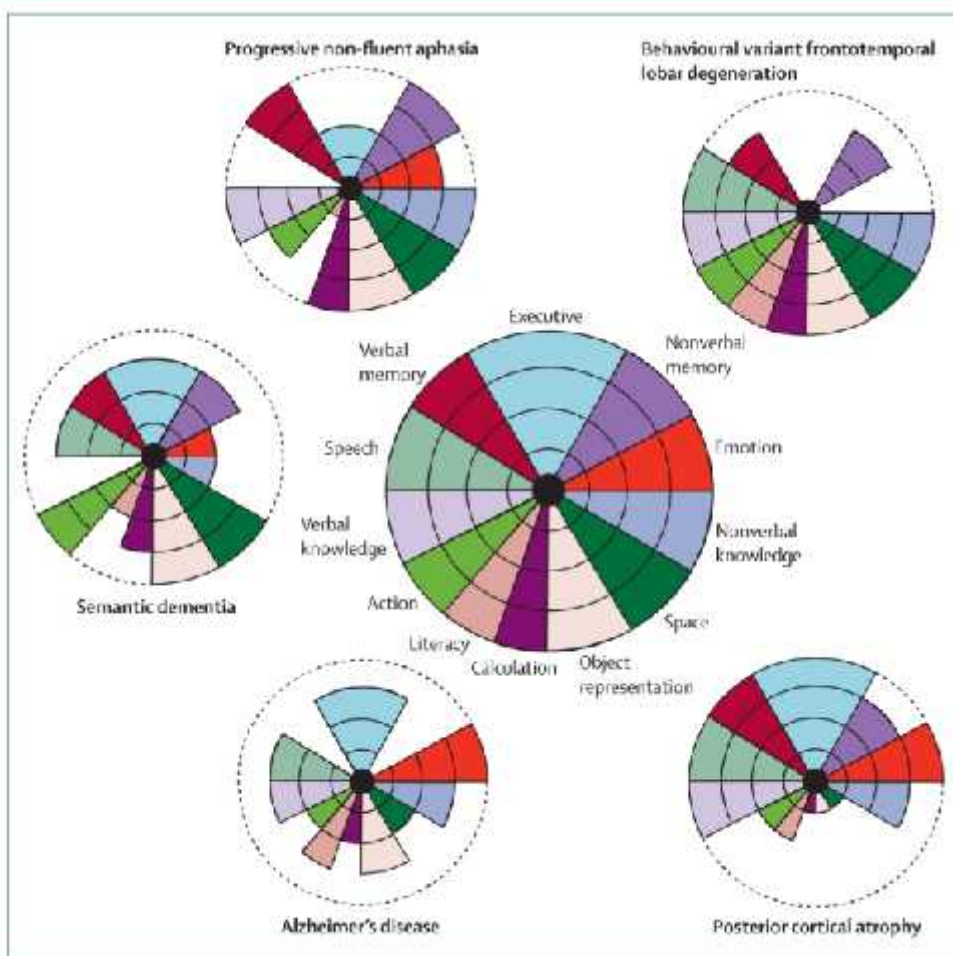 Progressive non-fluent aphasia
Behavioural variant frontotemporal
lobar degeneration
Executive
Verbal
memory
Nonverbal
memory
Speech
Emotion
Verbal
knowledge
Nonverbal
knowledge
Action
Space
Literacy
Calculation
Object
representation
Semantic dementia
Alzheimer's disease
Posterior cortical atrophy